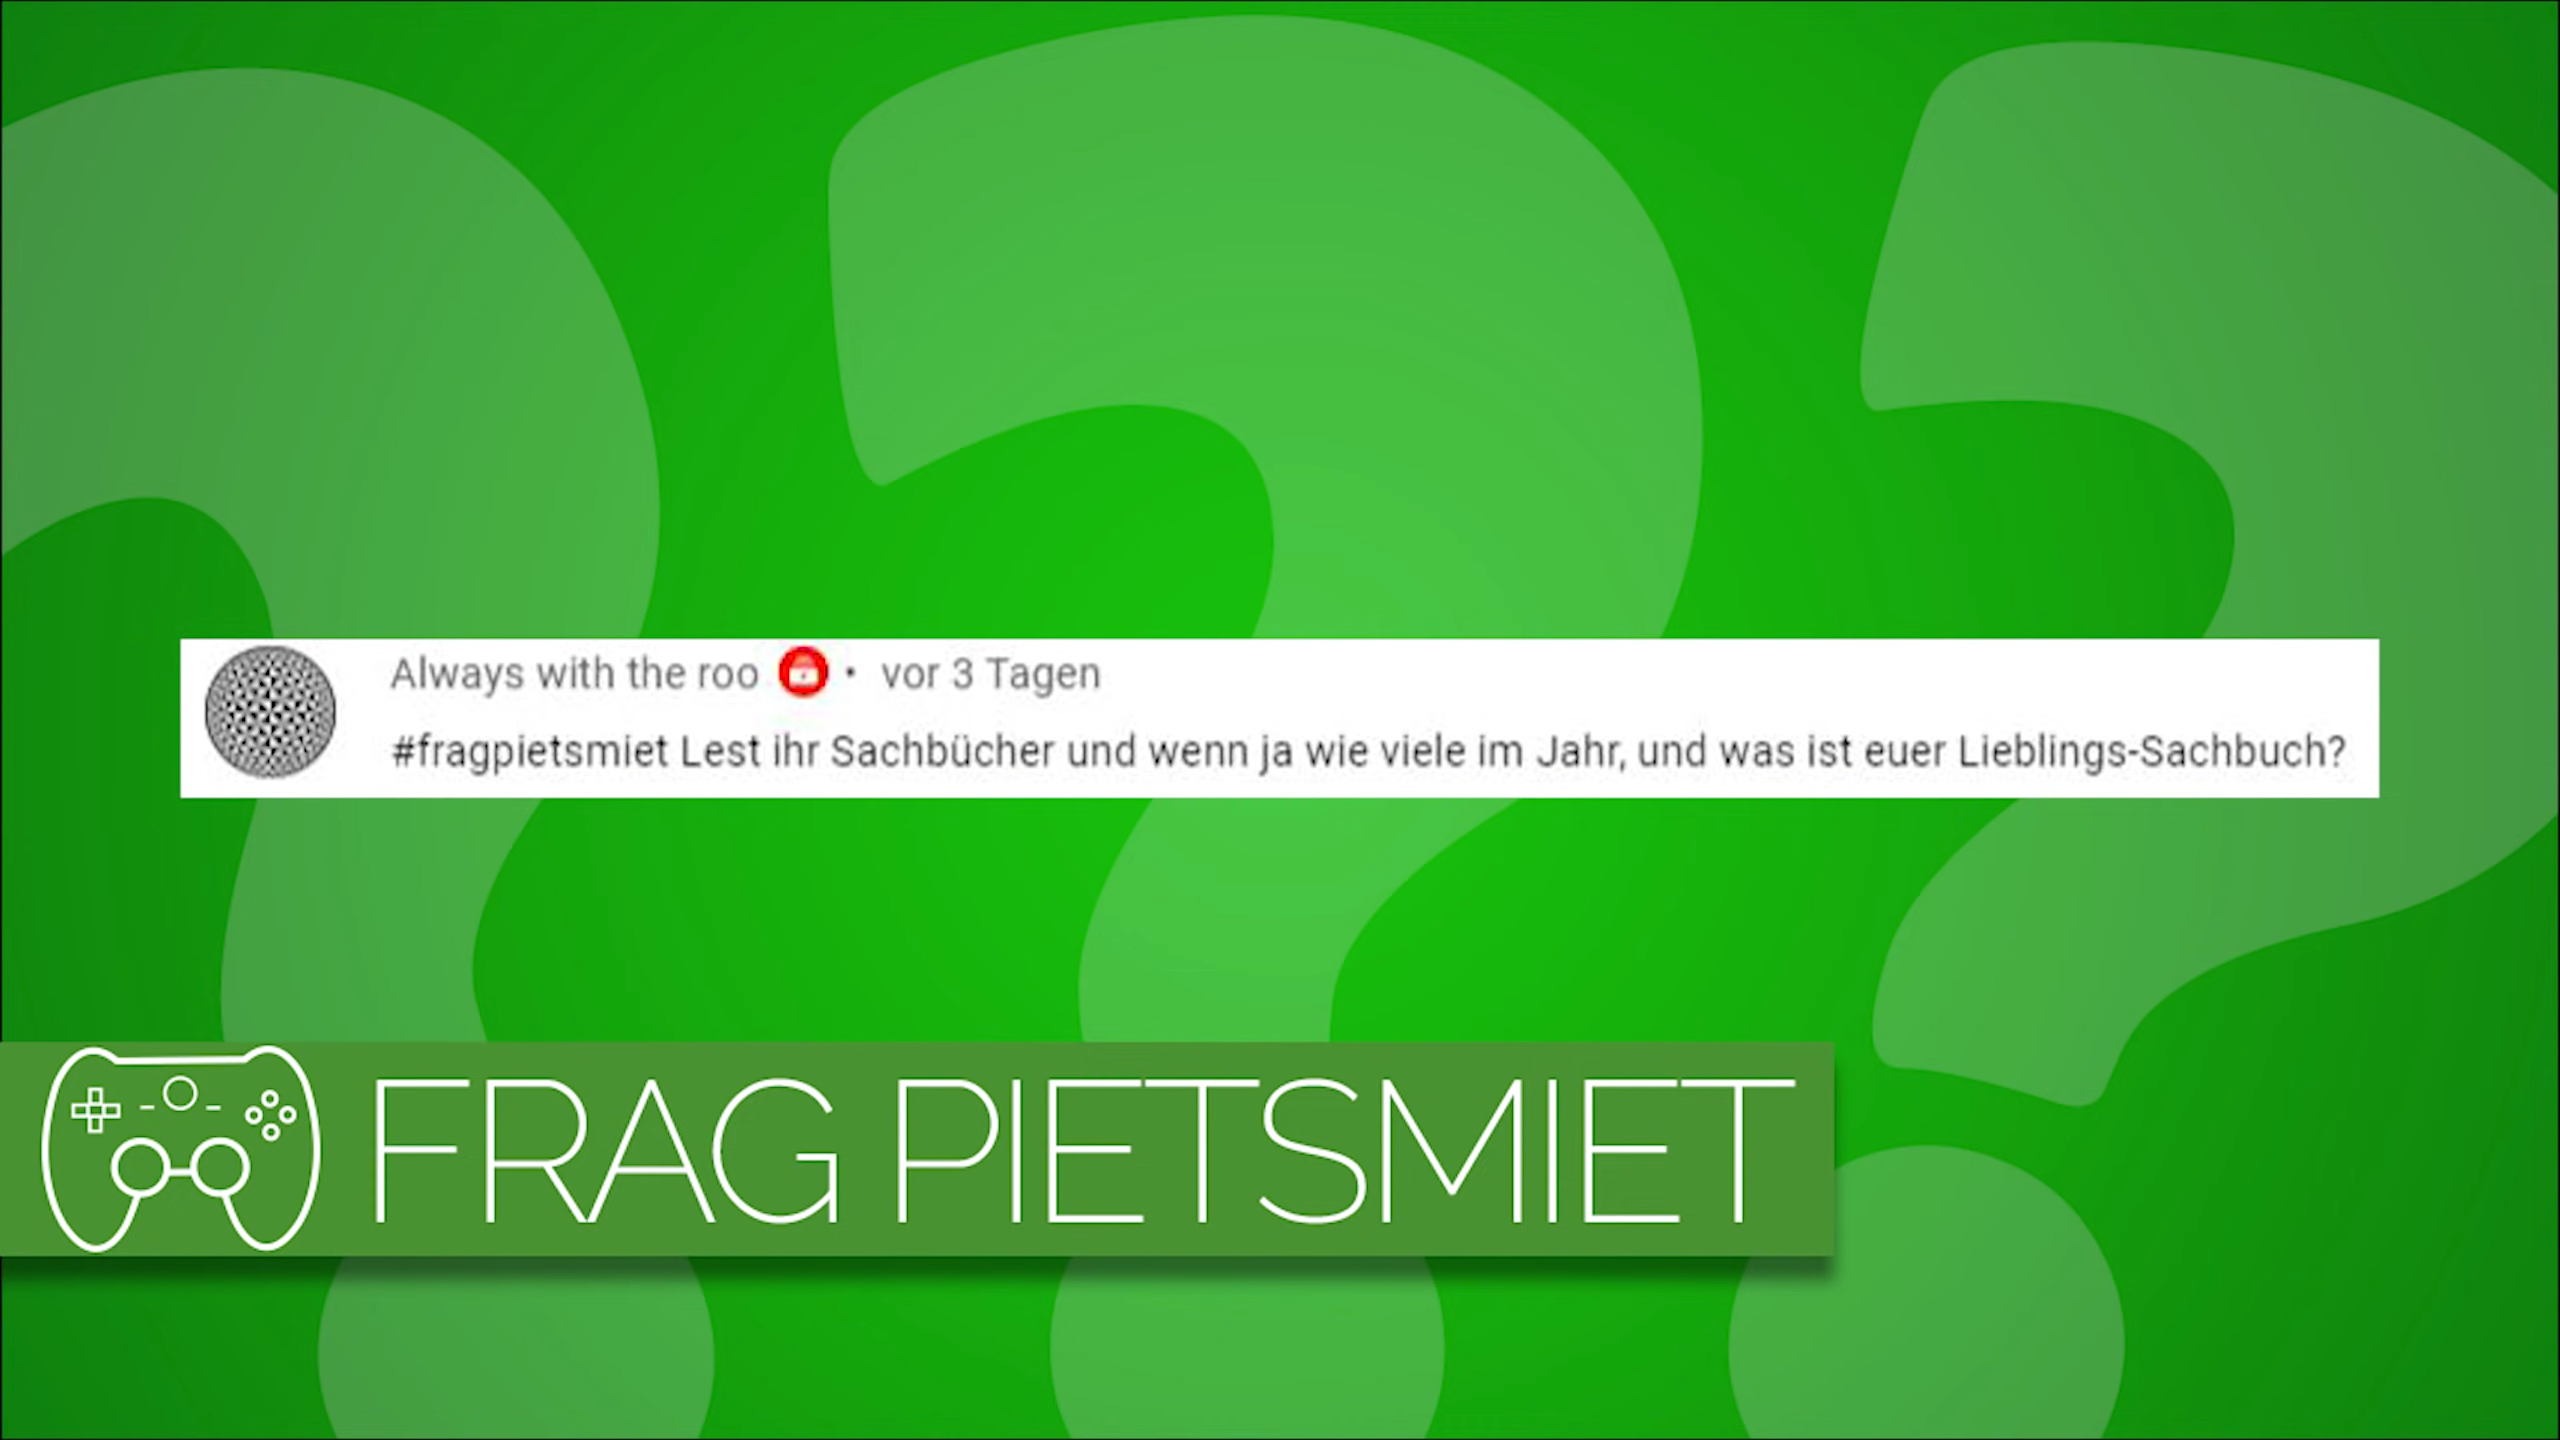 Always with the roo • vor 3 Tagen
#fragpietsmiet Lest ihr Sachbücher und wenn ja wie viele im Jahr, und was ist euer Lieblings-Sachbuch?
FRAG PIETSMIET